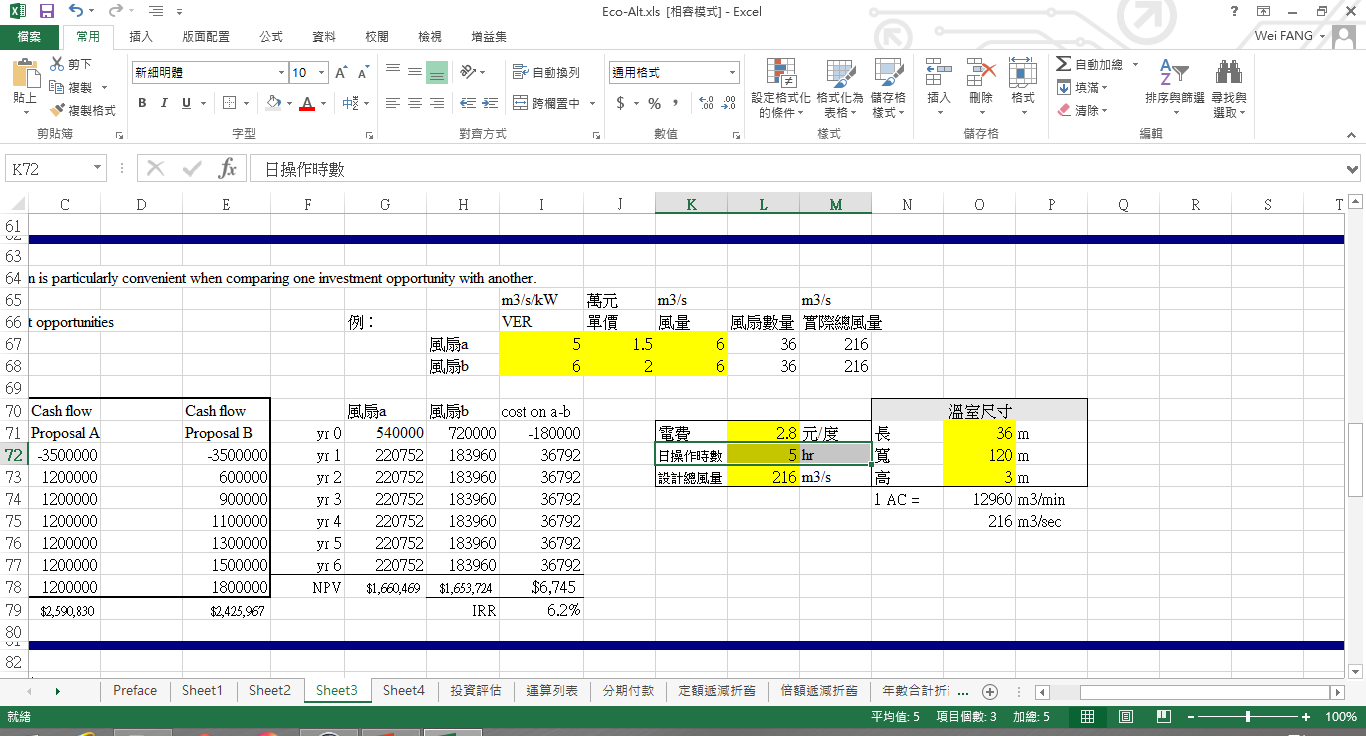 Eco-Alt.xls [相容模式] - Excel
Wei FANG
檔案 常用 插入 版面配置 公式 資料 校閱 檢視 增益集
貼上 剪下 複製 複製格式 剪貼簿
新細明體 10 B I U A 中 字型
自動換列 跨欄置中 對齊方式
通用格式 $ % , 數值
設定格式化的條件 格式化為表格 儲存格樣式 樣式
插入 刪除 格式 儲存格
自動加總 填滿 清除 排序與篩選 尋找與選取 編輯
K72 fx 日操作時數
C D E F G H I J K L M N O P Q R S T
61
62
63
64 n is particularly convenient when comparing one investment opportunity with another.
65 m3/s/kW 萬元 m3/s m3/s
66 t opportunities 例： VER 單價 風量 風扇數量 實際總風量
67 風扇a 5 1.5 6 36 216
68 風扇b 6 2 6 36 216
69
70 Cash flow Cash flow 風扇a 風扇b cost on a-b 溫室尺寸
71 Proposal A Proposal B yr 0 540000 720000 -180000 電費 2.8 元/度 長 36 m
72 -3500000 -3500000 yr 1 220752 183960 36792 日操作時數 5 hr 寬 120 m
73 1200000 600000 yr 2 220752 183960 36792 設計總風量 216 m3/s 高 3 m
74 1200000 900000 yr 3 220752 183960 36792 1 AC = 12960 m3/min
75 1200000 1100000 yr 4 220752 183960 36792 216 m3/sec
76 1200000 1300000 yr 5 220752 183960 36792
77 1200000 1500000 yr 6 220752 183960 36792
78 1200000 1800000 NPV $1,660,469 $1,653,724 $6,745
79 $2,590,830 $2,425,967 IRR 6.2%
80
81
82
Preface Sheet1 Sheet2 Sheet3 Sheet4 投資評估 運算列表 分期付款 定額遞減折舊 倍額遞減折舊 年數合計折 ...
就緒 平均值: 5 項目個數: 3 加總: 5 100%